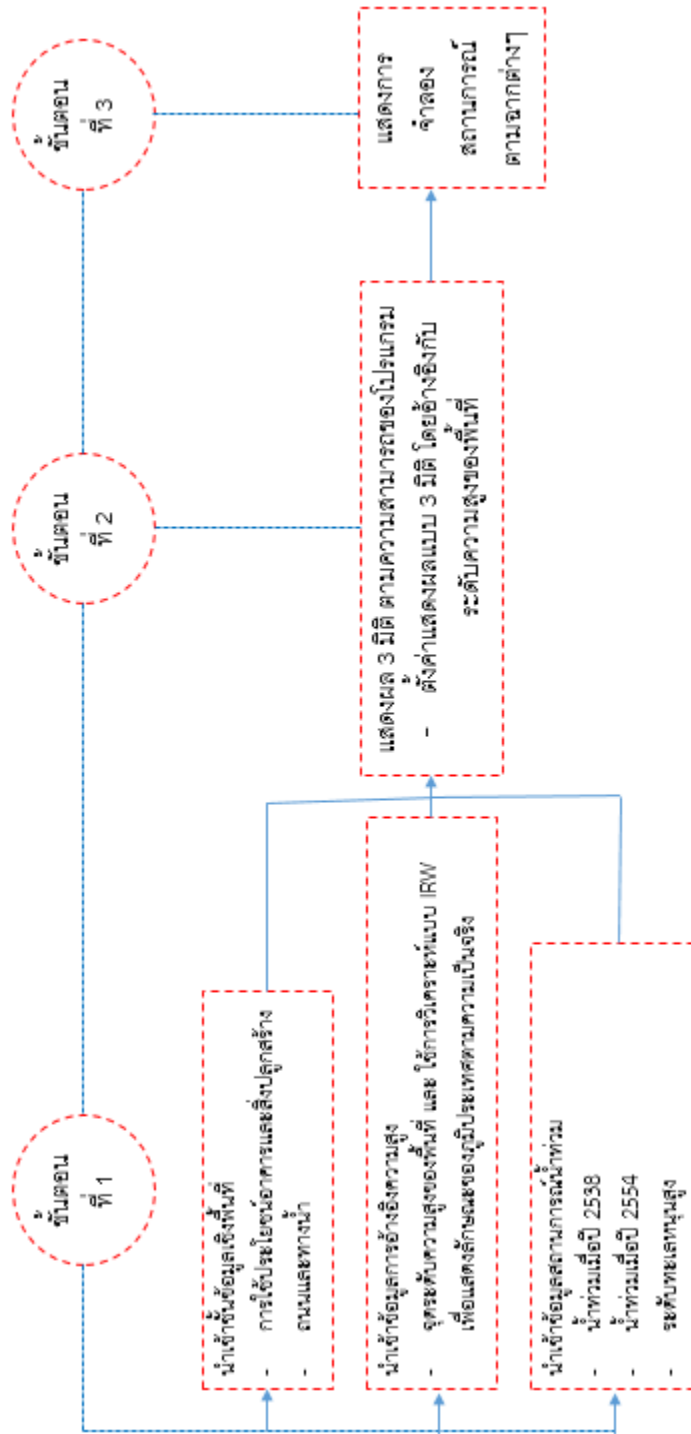 ขั้นตอน
ที่ 1
ขั้นตอน
ที่ 2
ขั้นตอน
ที่ 3
นำเข้าชั้นข้อมูลเชิงพื้นที่
- การใช้ประโยชน์อาคารและสิ่งปลูกสร้าง
- ถนนและทางน้ำ
นำเข้าข้อมูลการอ้างอิงความสูง
- จุดระดับความสูงของพื้นที่ และ ใช้การวิเคราะห์แบบ IRW
เพื่อแสดงลักษณะของภูมิประเทศตามความเป็นจริง
นำเข้าข้อมูลสถานการณ์น้ำท่วม
- น้ำท่วมเมื่อปี 2538
- น้ำท่วมเมื่อปี 2554
- ระดับทะเลหนุนสูง
แสดงผล 3 มิติ ตามความสามารถของโปรแกรม
- ตั้งค่าแสดงผลแบบ 3 มิติ โดยอ้างอิงกับ
ระดับความสูงของพื้นที่
แสดงการ
จำลอง
สถานการณ์
ตามฉากต่างๆ